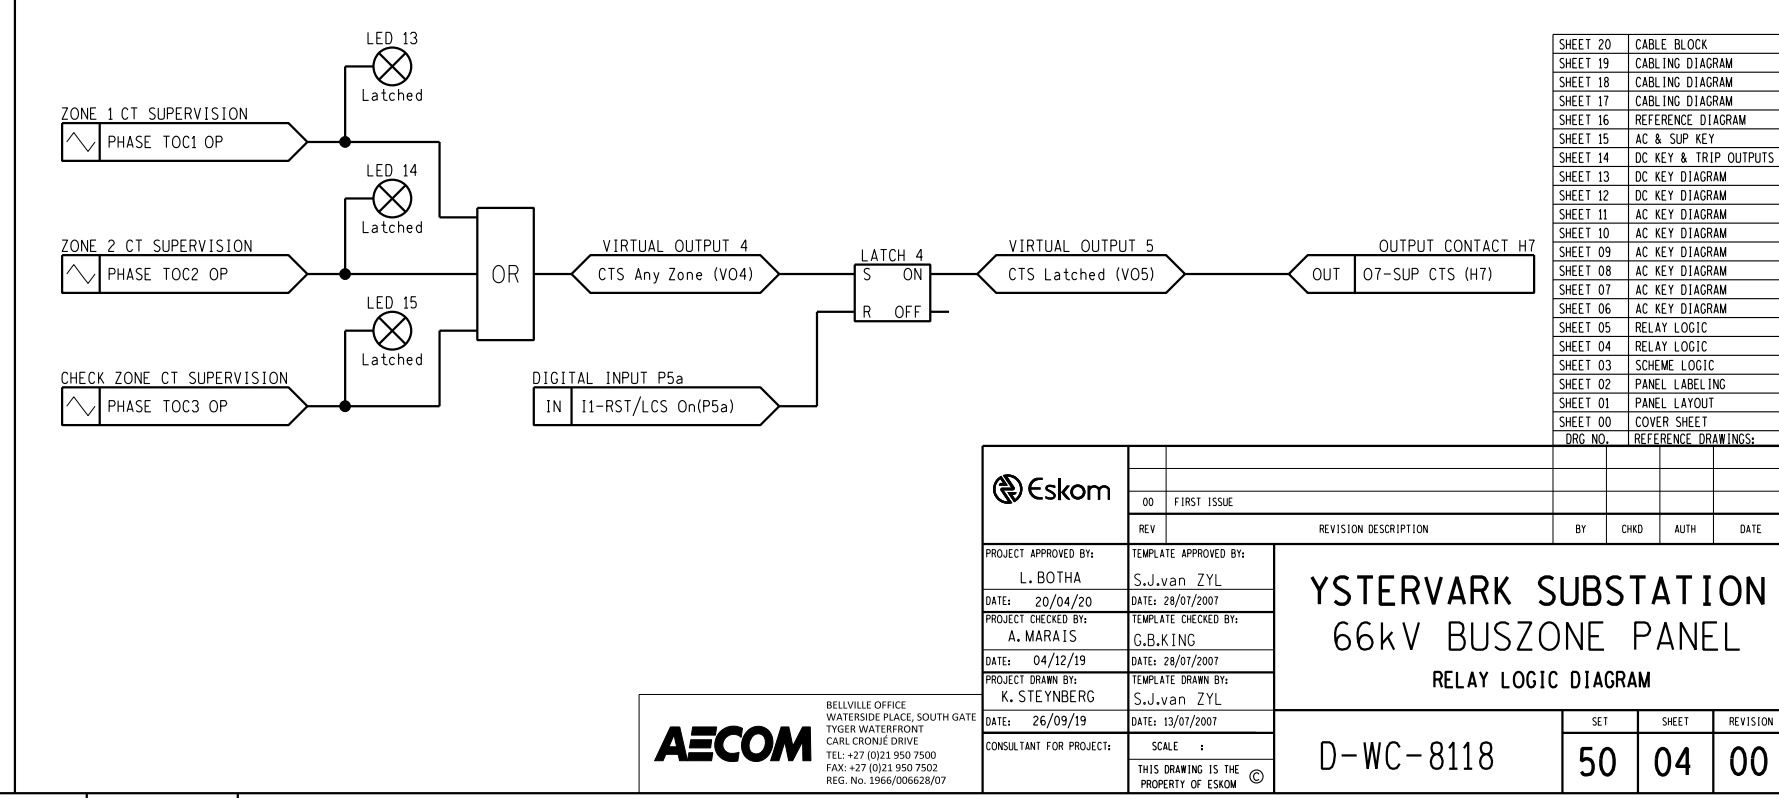 LED 13
Latched
ZONE 1 CT SUPERVISION
PHASE TOC1 OP
LED 14
Latched
ZONE 2 CT SUPERVISION
PHASE TOC2 OP
LED 15
Latched
CHECK ZONE CT SUPERVISION
PHASE TOC3 OP
OR
VIRTUAL OUTPUT 4
CTS Any Zone (VO4)
DIGITAL INPUT P5a
IN I1-RST/LCS On(P5a)
LATCH 4
S ON
R OFF
VIRTUAL OUTPUT 5
CTS Latched (VO5)
OUTPUT CONTACT H7
OUT O7-SUP CTS (H7)
SHEET 20 CABLE BLOCK
SHEET 19 CABLING DIAGRAM
SHEET 18 CABLING DIAGRAM
SHEET 17 CABLING DIAGRAM
SHEET 16 REFERENCE DIAGRAM
SHEET 15 AC & SUP KEY
SHEET 14 DC KEY & TRIP OUTPUTS
SHEET 13 DC KEY DIAGRAM
SHEET 12 DC KEY DIAGRAM
SHEET 11 AC KEY DIAGRAM
SHEET 10 AC KEY DIAGRAM
SHEET 09 AC KEY DIAGRAM
SHEET 08 AC KEY DIAGRAM
SHEET 07 AC KEY DIAGRAM
SHEET 06 AC KEY DIAGRAM
SHEET 05 RELAY LOGIC
SHEET 04 RELAY LOGIC
SHEET 03 SCHEME LOGIC
SHEET 02 PANEL LABELING
SHEET 01 PANEL LAYOUT
SHEET 00 COVER SHEET
DRG NO. REFERENCE DRAWINGS:
Eskom
00 FIRST ISSUE
REV REVISION DESCRIPTION BY CHKD AUTH DATE
PROJECT APPROVED BY:
L. BOTHA
DATE: 20/04/20
PROJECT CHECKED BY:
A. MARAIS
DATE: 04/12/19
PROJECT DRAWN BY:
K. STEYNBERG
DATE: 26/09/19
CONSULTANT FOR PROJECT:
TEMPLATE APPROVED BY:
S.J.van ZYL
DATE: 28/07/2007
TEMPLATE CHECKED BY:
G.B.KING
DATE: 28/07/2007
TEMPLATE DRAWN BY:
S.J.van ZYL
DATE: 13/07/2007
SCALE :
THIS DRAWING IS THE
PROPERTY OF ESKOM ©
YSTERVARK SUBSTATION
66kV BUSZONE PANEL
RELAY LOGIC DIAGRAM
D-WC-8118
SET SHEET REVISION
50 04 00
AECOM
BELLVILLE OFFICE
WATERSIDE PLACE, SOUTH GATE
TYGER WATERFRONT
CARL CRONJÉ DRIVE
TEL: +27 (0)21 950 7500
FAX: +27 (0)21 950 7502
REG. No. 1966/006628/07